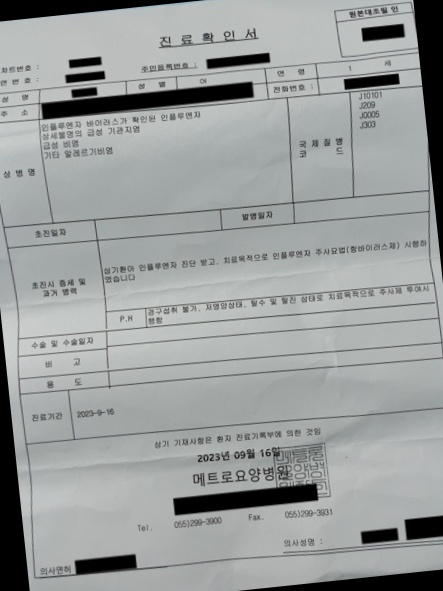 진 료 확 인 서
원본대조필 인
차트번호 :
연 번 호 :
주민등록번호 :
성 명
성 별
여
연 령
1 세
주 소
전화번호 :
상 병 명
인플루엔자 바이러스가 확인된 인플루엔자
상세불명의 급성 기관지염
급성 비염
기타 알레르기비염
국 제 질 병
코 드
J10101
J209
J0005
J303
초진일자
발병일자
초진시 증세 및
과거 병력
상기환아 인플루엔자 진단 받고, 치료목적으로 인플루엔자 주사요법(항바이러스제) 시행하
였습니다
P.H
경구섭취 불가, 저영양상태, 탈수 및 탈진 상태로 치료목적으로 주사제 투여시
행함
수술 및 수술일자
비 고
용 도
진료기간
2023-9-16
상기 기재사항은 환자 진료기록부에 의한 것임
2023년 09월 16일
메트로요양병원
Tel. 055)299-3900 Fax. 055)299-3931
의사면허
의사성명 :